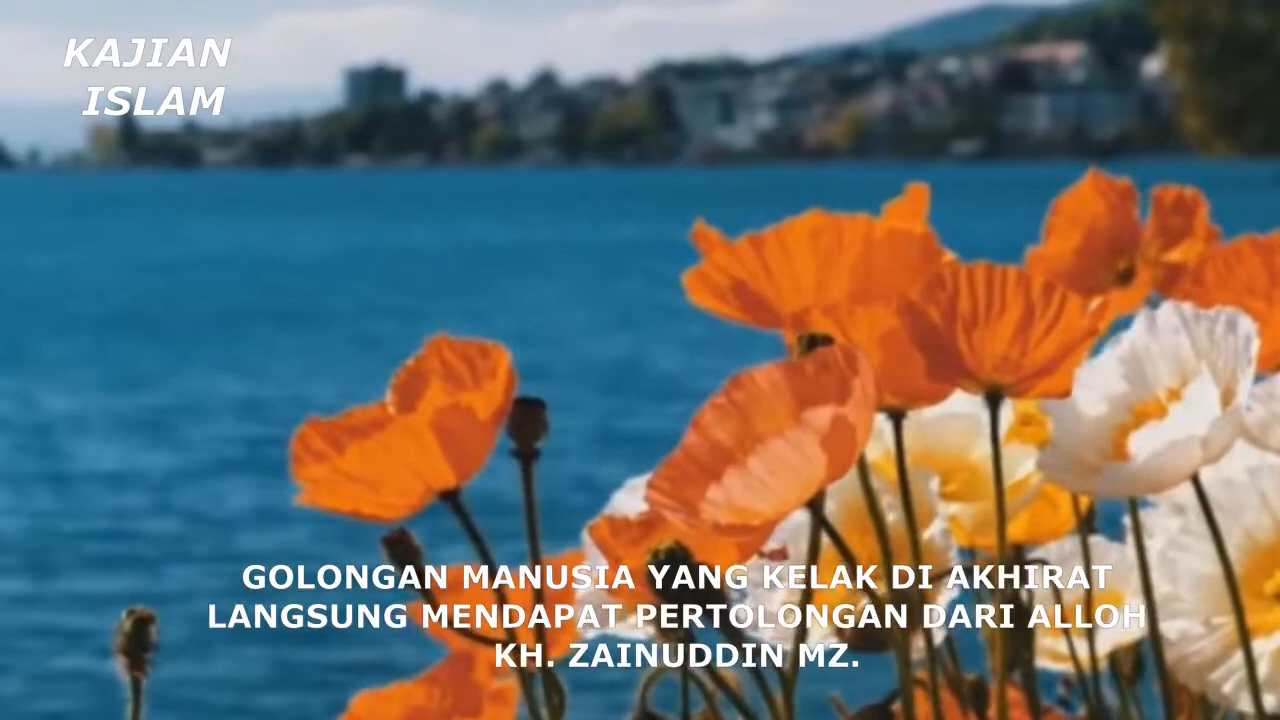 KAJIAN
ISLAM
GOLONGAN MANUSIA YANG KELAK DI AKHIRAT
LANGSUNG MENDAPAT PERTOLONGAN DARI ALLOH
KH. ZAINUDDIN MZ.